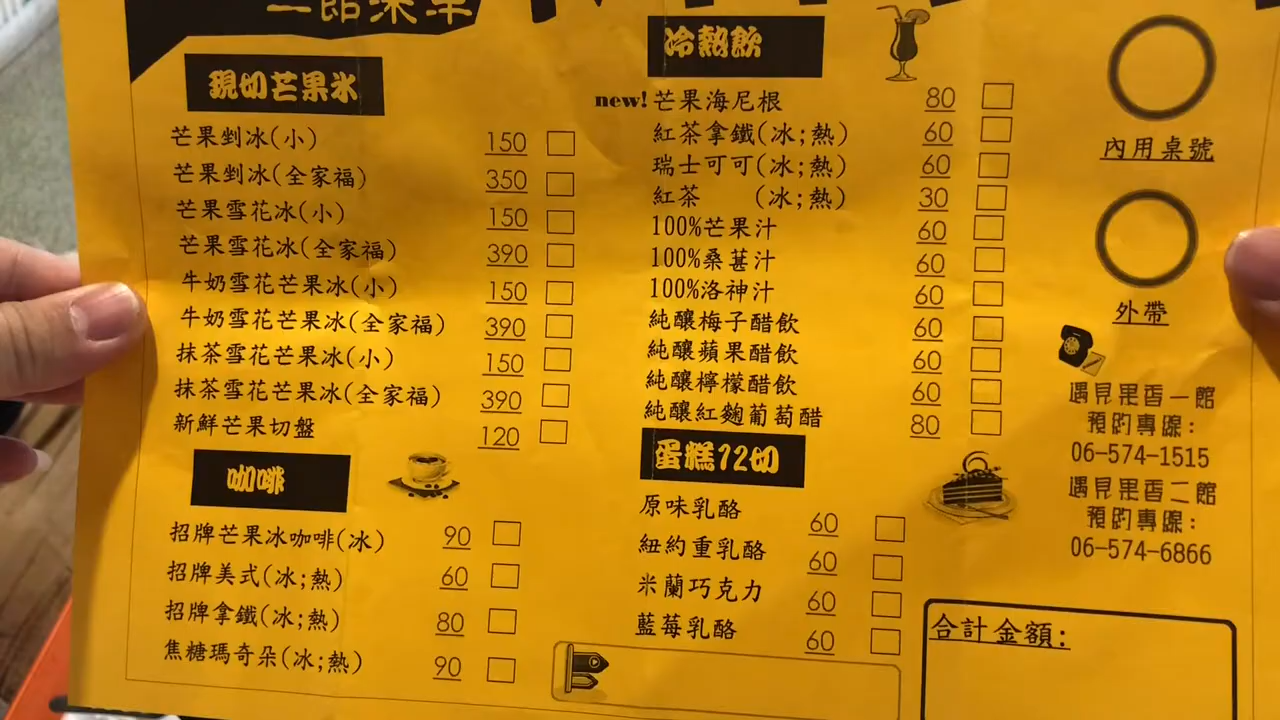 二館菜單
現切芒果氷
芒果剉冰(小) 150
芒果剉冰(全家福) 350
芒果雪花冰(小) 150
芒果雪花冰(全家福) 390
牛奶雪花芒果冰(小) 150
牛奶雪花芒果冰(全家福) 390
抹茶雪花芒果冰(小) 150
抹茶雪花芒果冰(全家福) 390
新鮮芒果切盤 120
咖啡
招牌芒果冰咖啡(冰) 90
招牌美式(冰;熱) 60
招牌拿鐵(冰;熱) 80
焦糖瑪奇朵(冰;熱) 90
冷熱飲
new!芒果海尼根 80
紅茶拿鐵(冰;熱) 60
瑞士可可(冰;熱) 60
紅茶 (冰;熱) 30
100%芒果汁 60
100%桑葚汁 60
100%洛神汁 60
純釀梅子醋飲 60
純釀蘋果醋飲 60
純釀檸檬醋飲 60
純釀紅麴葡萄醋 80
蛋糕12切
原味乳酪 60
紐約重乳酪 60
米蘭巧克力 60
藍莓乳酪 60
內用桌號
外帶
遇見果香一館
預約專線:
06-574-1515
遇見果香二館
預約專線:
06-574-6866
合計金額: